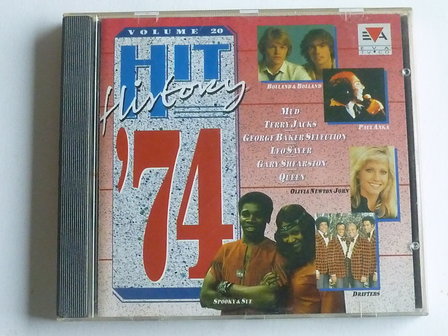 VOLUME 20
HIT
History
'74
EVA
HOLLAND & HOLLAND
PAUL ANKA
MUD
TERRY JACKS
GEORGE BAKER SELECTION
LEO SAYER
GARY SHEARSTON
QUEEN
OLIVIA NEWTON JOHN
SPOOKY & SUE
DRIFTERS